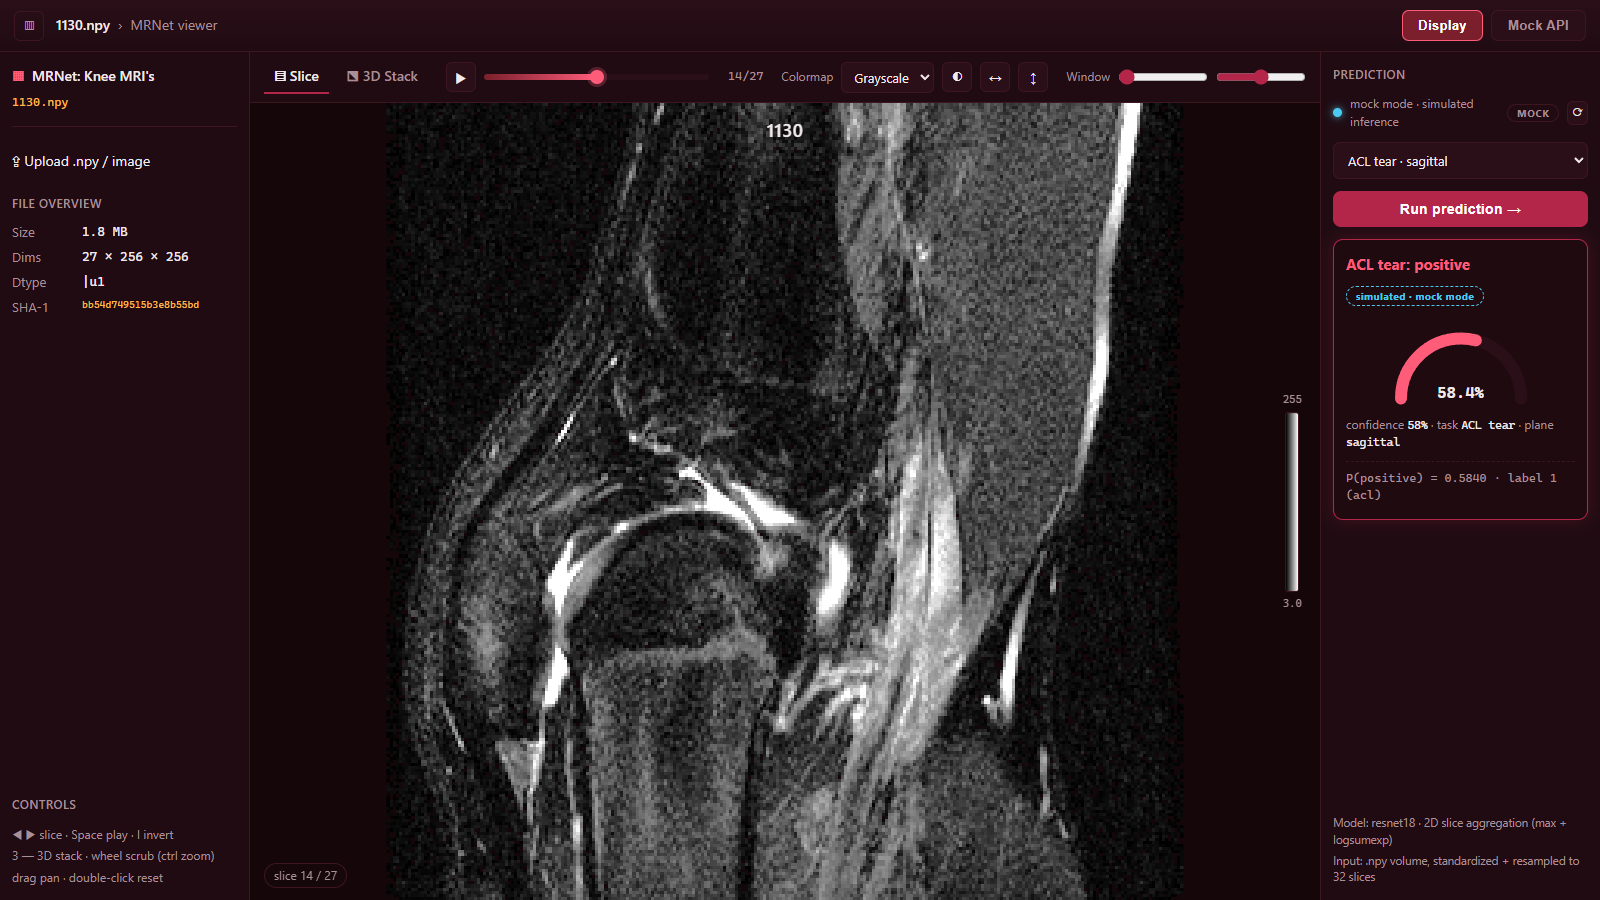 1130.npy › MRNet viewer
Display
Mock API
MRNet: Knee MRI's
1130.npy
Upload .npy / image
FILE OVERVIEW
Size 1.8 MB
Dims 27 × 256 × 256
Dtype |u1
SHA-1 bb54d749515b3e8b55bd
CONTROLS
◀ ▶ slice · Space play · I invert
3 — 3D stack · wheel scrub (ctrl zoom)
drag pan · double-click reset
Slice
3D Stack
14/27
Colormap
Grayscale
Window
1130
255
3.0
slice 14 / 27
PREDICTION
mock mode · simulated
inference
MOCK
ACL tear · sagittal
Run prediction →
ACL tear: positive
simulated · mock mode
58.4%
confidence 58% · task ACL tear · plane
sagittal
P(positive) = 0.5840 · label 1
(acl)
Model: resnet18 · 2D slice aggregation (max +
logsumexp)
Input: .npy volume, standardized + resampled to
32 slices